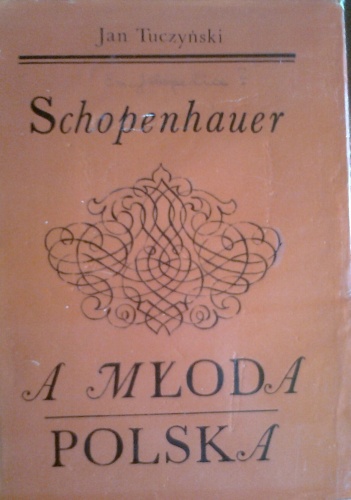 Jan Tuczyński
Schopenhauer
A MŁODA
POLSKA